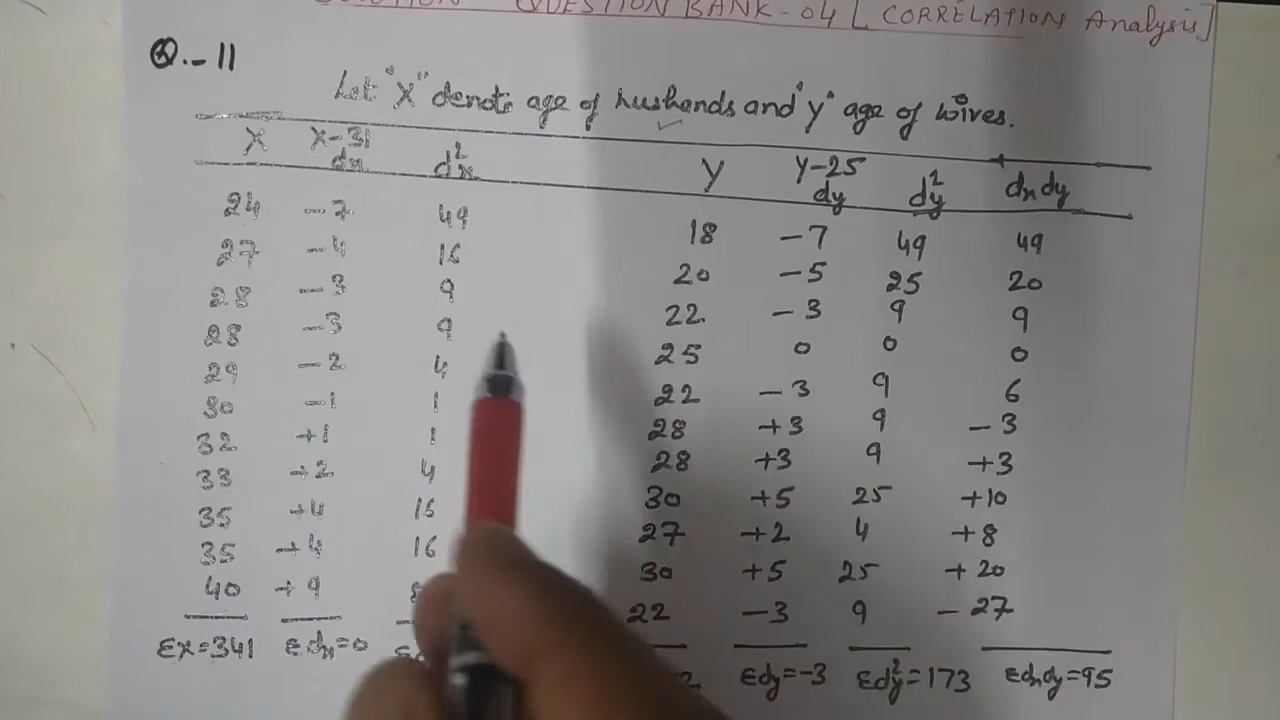 QUESTION BANK-04 [ CORRELATION Analysis]
Q.-11
Let "X" denote age of husbands and "Y" age of wives.
X X-31 dx d²x Y Y-25 dy d²y dxdy
24 -7 49 18 -7 49 49
27 -4 16 20 -5 25 20
28 -3 9 22 -3 9 9
28 -3 9 25 0 0 0
29 -2 4 22 -3 9 6
30 -1 1 28 +3 9 -3
32 +1 1 28 +3 9 +3
33 +2 4 30 +5 25 +10
35 +4 16 27 +2 4 +8
35 +4 16 30 +5 25 +20
40 +9 22 -3 9 -27
Σx=341 Σdx=0 Σdy=-3 Σd²y=173 Σdxdy=95